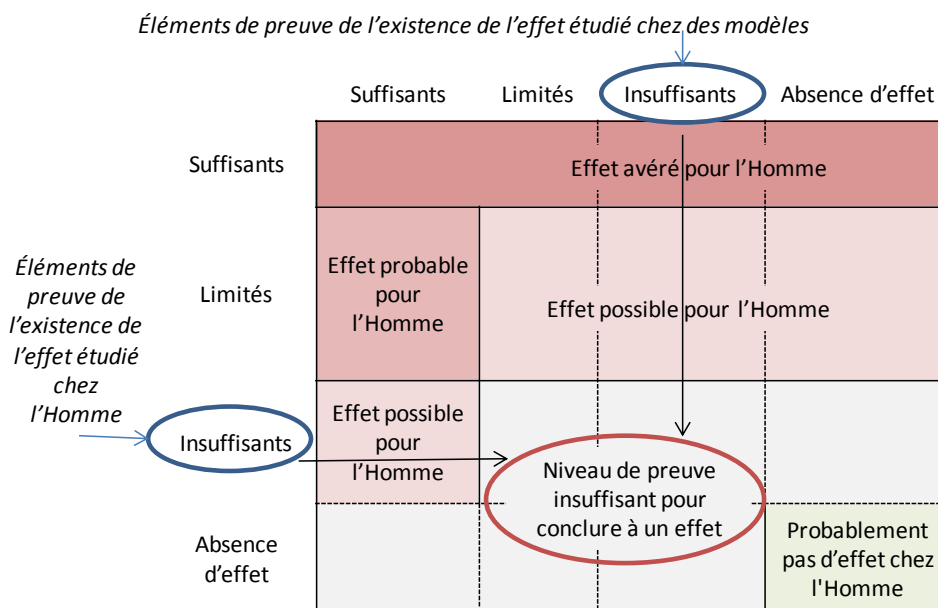 Éléments de preuve de l’existence de l’effet étudié chez des modèles
Suffisants Limités Insuffisants Absence d’effet
Suffisants
Effet avéré pour l’Homme
Éléments de
preuve de
l’existence de
l’effet étudié
chez
l’Homme
Limités
Effet probable
pour
l’Homme
Effet possible pour l’Homme
Insuffisants
Effet possible
pour
l’Homme
Niveau de preuve
insuffisant pour
conclure à un effet
Absence
d’effet
Probablement
pas d’effet chez
l'Homme